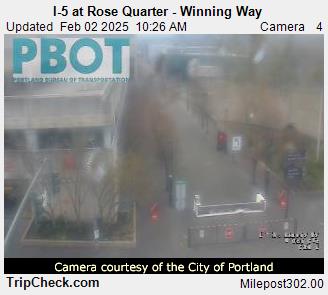 I-5 at Rose Quarter - Winning Way
Updated Feb 02 2025 10:26 AM Camera 4
PBOT
PORTLAND BUREAU OF TRANSPORTATION
Camera courtesy of the City of Portland
TripCheck.com Milepost302.00